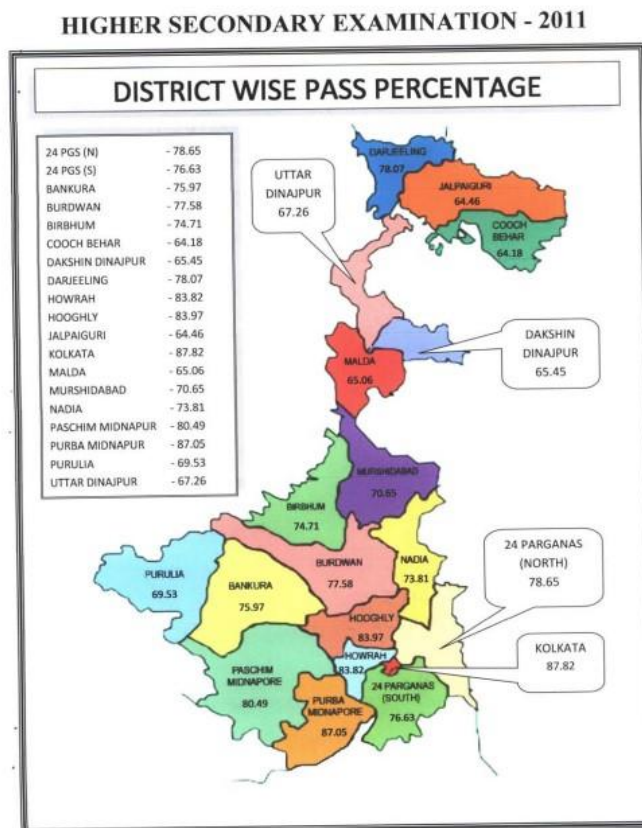 HIGHER SECONDARY EXAMINATION - 2011
DISTRICT WISE PASS PERCENTAGE
24 PGS (N) - 78.65
24 PGS (S) - 76.63
BANKURA - 75.97
BURDWAN - 77.58
BIRBHUM - 74.71
COOCH BEHAR - 64.18
DAKSHIN DINAJPUR - 65.45
DARJEELING - 78.07
HOWRAH - 83.82
HOOGHLY - 83.97
JALPAIGURI - 64.46
KOLKATA - 87.82
MALDA - 65.06
MURSHIDABAD - 70.65
NADIA - 73.81
PASCHIM MIDNAPUR - 80.49
PURBA MIDNAPUR - 87.05
PURULIA - 69.53
UTTAR DINAJPUR - 67.26
DARJEELING
78.07
UTTAR
DINAJPUR
67.26
JALPAIGURI
64.46
COOCH
BEHAR
64.18
DAKSHIN
DINAJPUR
65.45
MALDA
65.06
MURSHIDABAD
70.65
BIRBHUM
74.71
BURDWAN
77.58
NADIA
73.81
24 PARGANAS
(NORTH)
78.65
PURULIA
69.53
BANKURA
75.97
HOOGHLY
83.97
HOWRAH
83.82
KOLKATA
87.82
PASCHIM
MIDNAPORE
80.49
24 PARGANAS
(SOUTH)
76.63
PURBA
MIDNAPORE
87.05